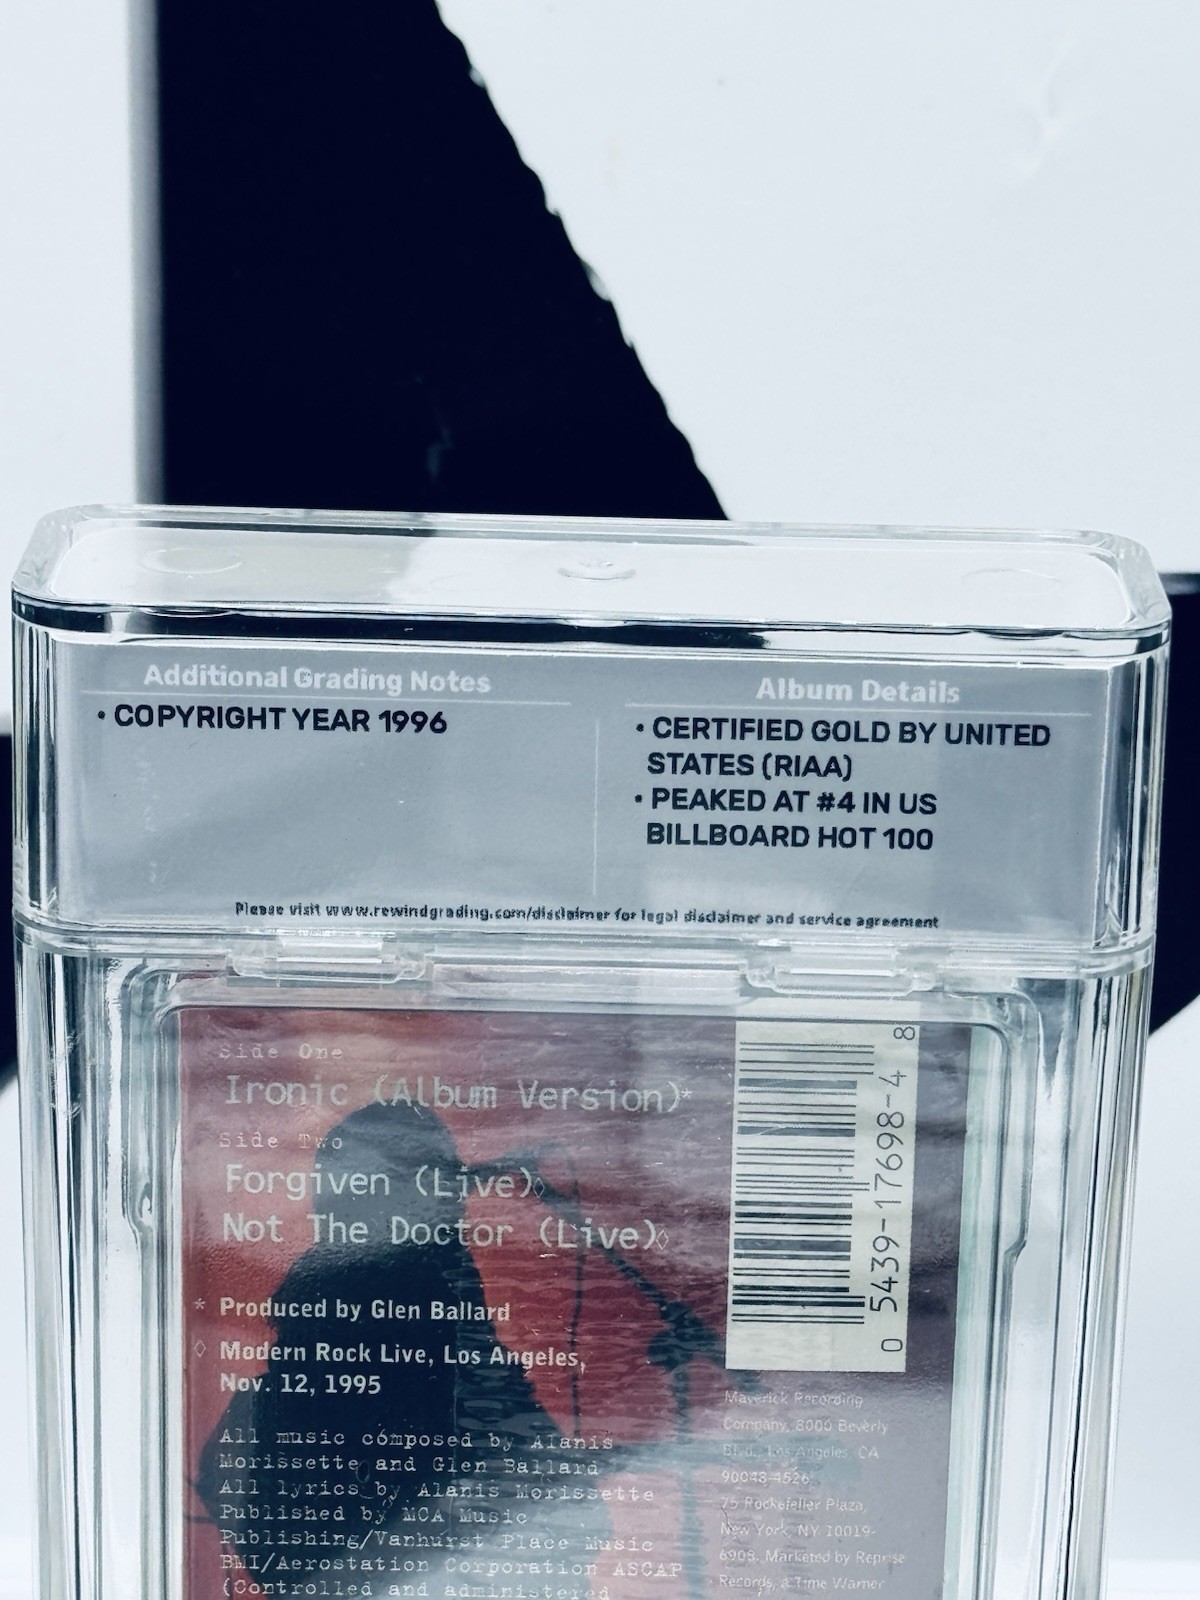 Additional Grading Notes
• COPYRIGHT YEAR 1996
Album Details
• CERTIFIED GOLD BY UNITED
STATES (RIAA)
• PEAKED AT #4 IN US
BILLBOARD HOT 100
Please visit www.rewindgrading.com/disclaimer for legal disclaimer and service agreement
Side One
Ironic (Album Version)*
Side Two
Forgiven (Live)◊
Not The Doctor (Live)◊
* Produced by Glen Ballard
◊ Modern Rock Live, Los Angeles,
Nov. 12, 1995
All music composed by Alanis
Morissette and Glen Ballard
All lyrics by Alanis Morissette
Published by MCA Music
Publishing/Vanhurst Place Music
BMI/Aerostation Corporation ASCAP
(Controlled and administered
0 5439-17698-4 8
Maverick Recording
Company, 8000 Beverly
Blvd., Los Angeles, CA
90048-4526
75 Rockefeller Plaza,
New York, NY 10019-
6908. Marketed by Reprise
Records, a Time Warner